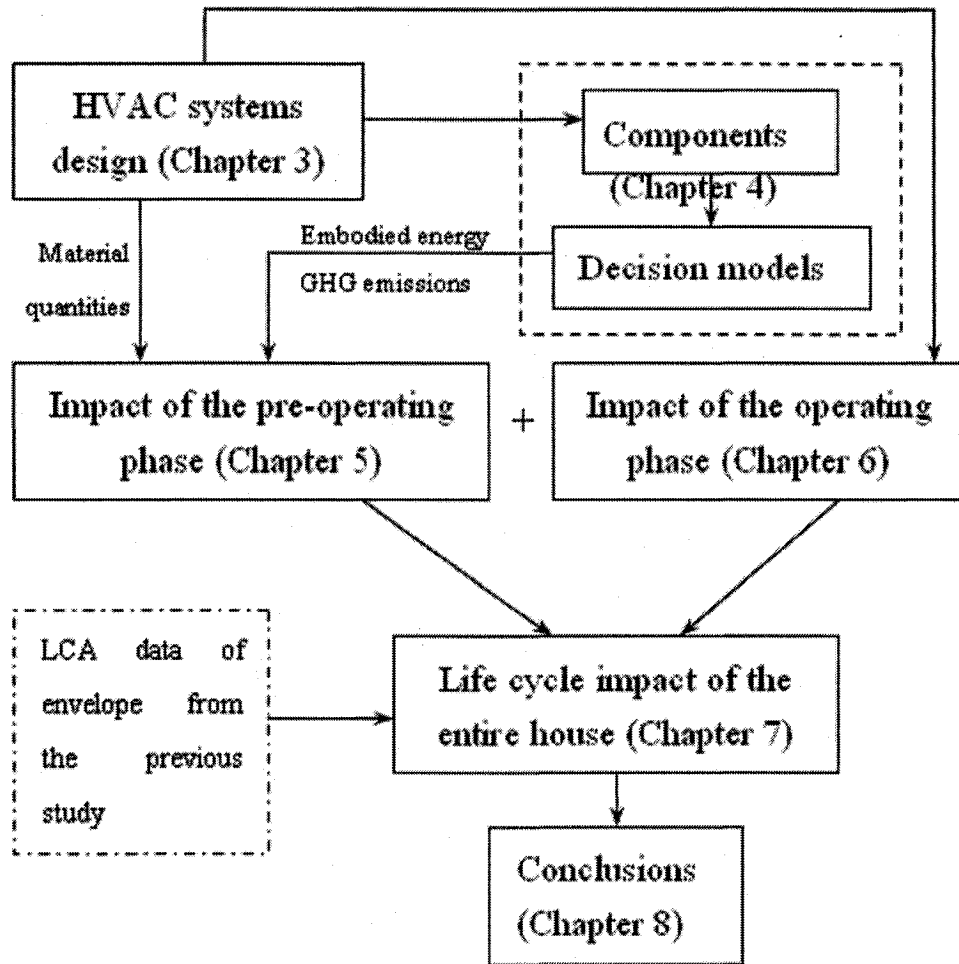 HVAC systems
design (Chapter 3)
Components
(Chapter 4)
Decision models
Material
quantities
Embodied energy
GHG emissions
Impact of the pre-operating
phase (Chapter 5)
+
Impact of the operating
phase (Chapter 6)
LCA data of
envelope from
the previous
study
Life cycle impact of the
entire house (Chapter 7)
Conclusions
(Chapter 8)